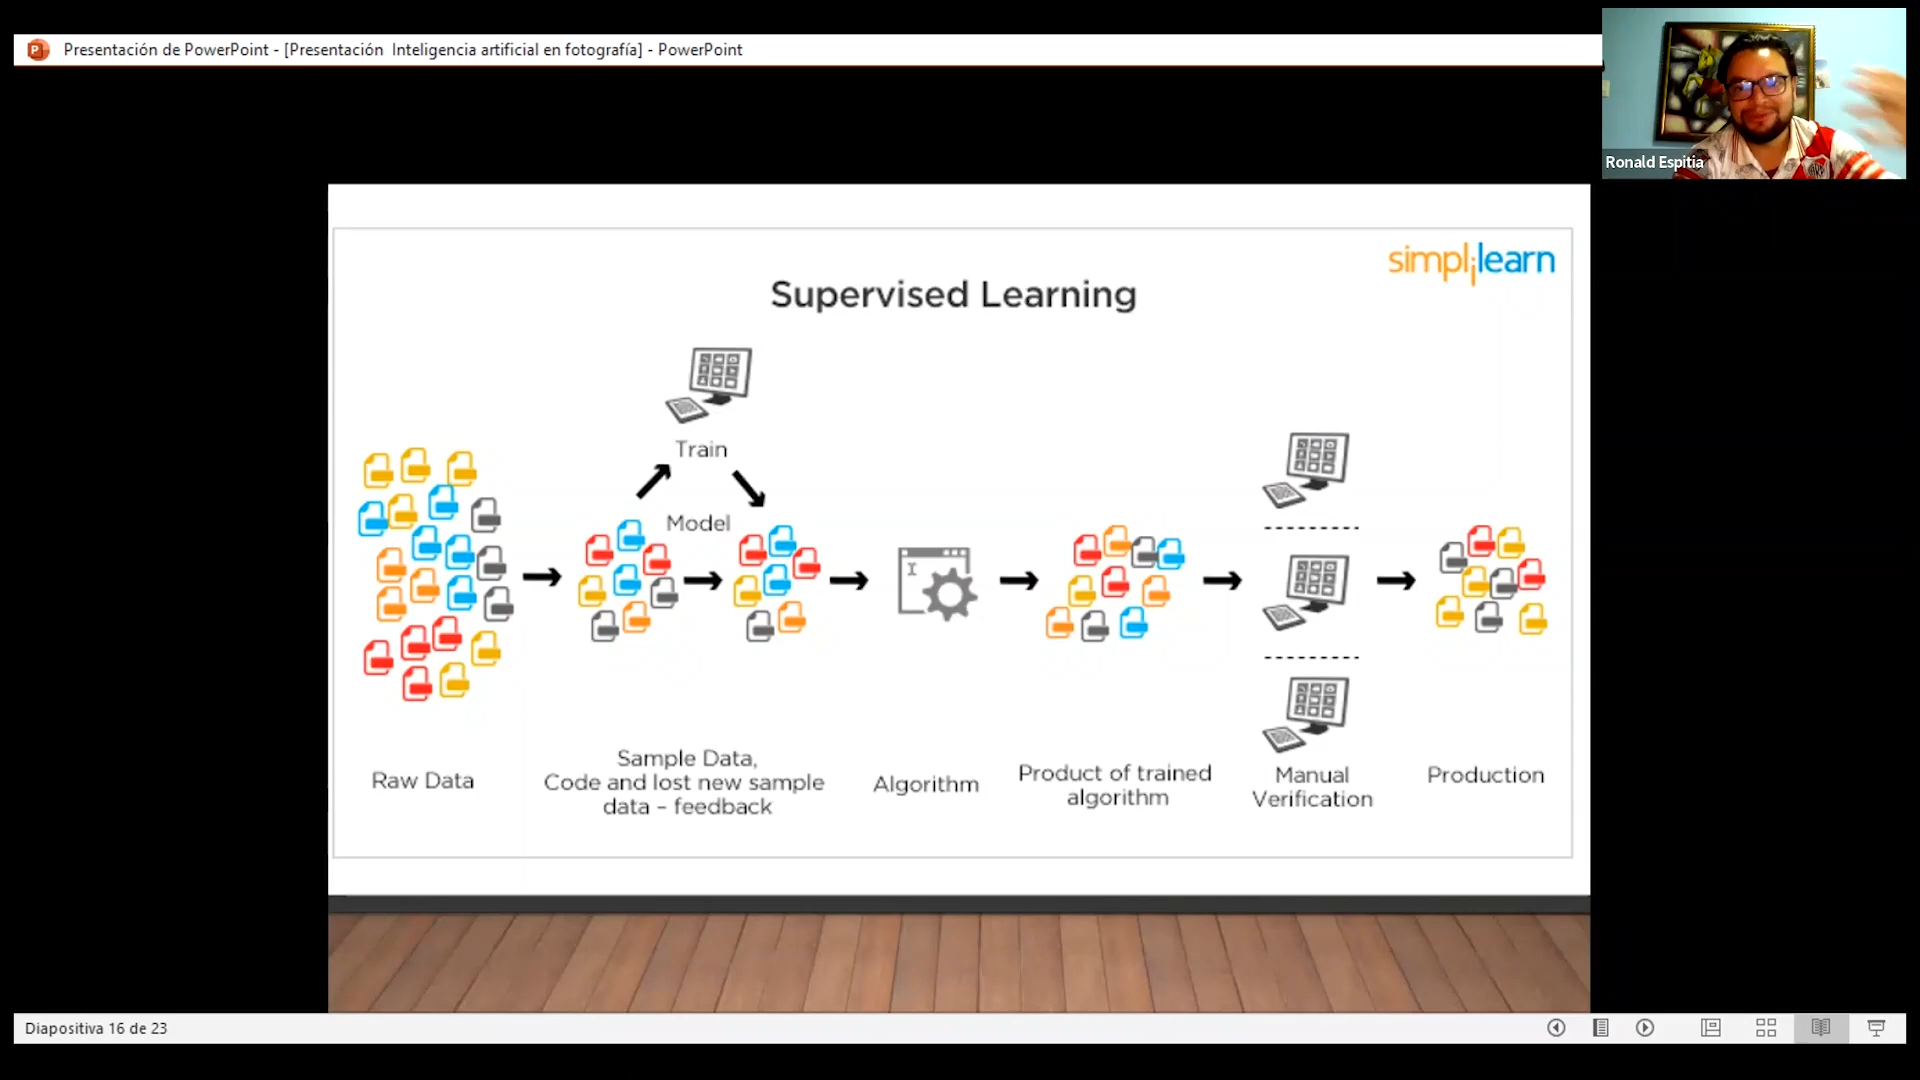 Presentación de PowerPoint - [Presentación  Inteligencia artificial en fotografía] - PowerPoint
Ronald Espitia
simplilearn
Supervised Learning
Train
Model
Raw Data
Sample Data,
Code and lost new sample
data – feedback
Algorithm
Product of trained
algorithm
Manual
Verification
Production
Diapositiva 16 de 23